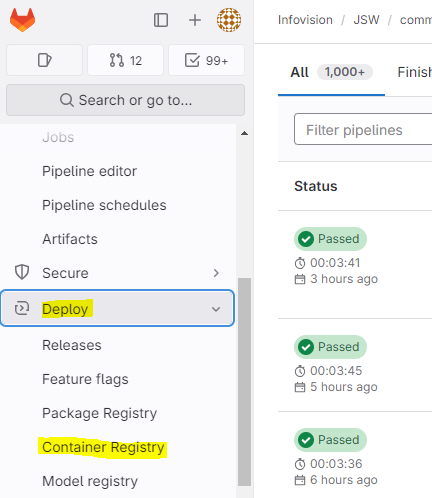 12
99+
Search or go to...
Jobs
Pipeline editor
Pipeline schedules
Artifacts
Secure
Deploy
Releases
Feature flags
Package Registry
Container Registry
Model registry
Infovision / JSW / comm
All 1,000+ Finish
Filter pipelines
Status
Passed
00:03:41
3 hours ago
Passed
00:03:45
5 hours ago
Passed
00:03:36
6 hours ago